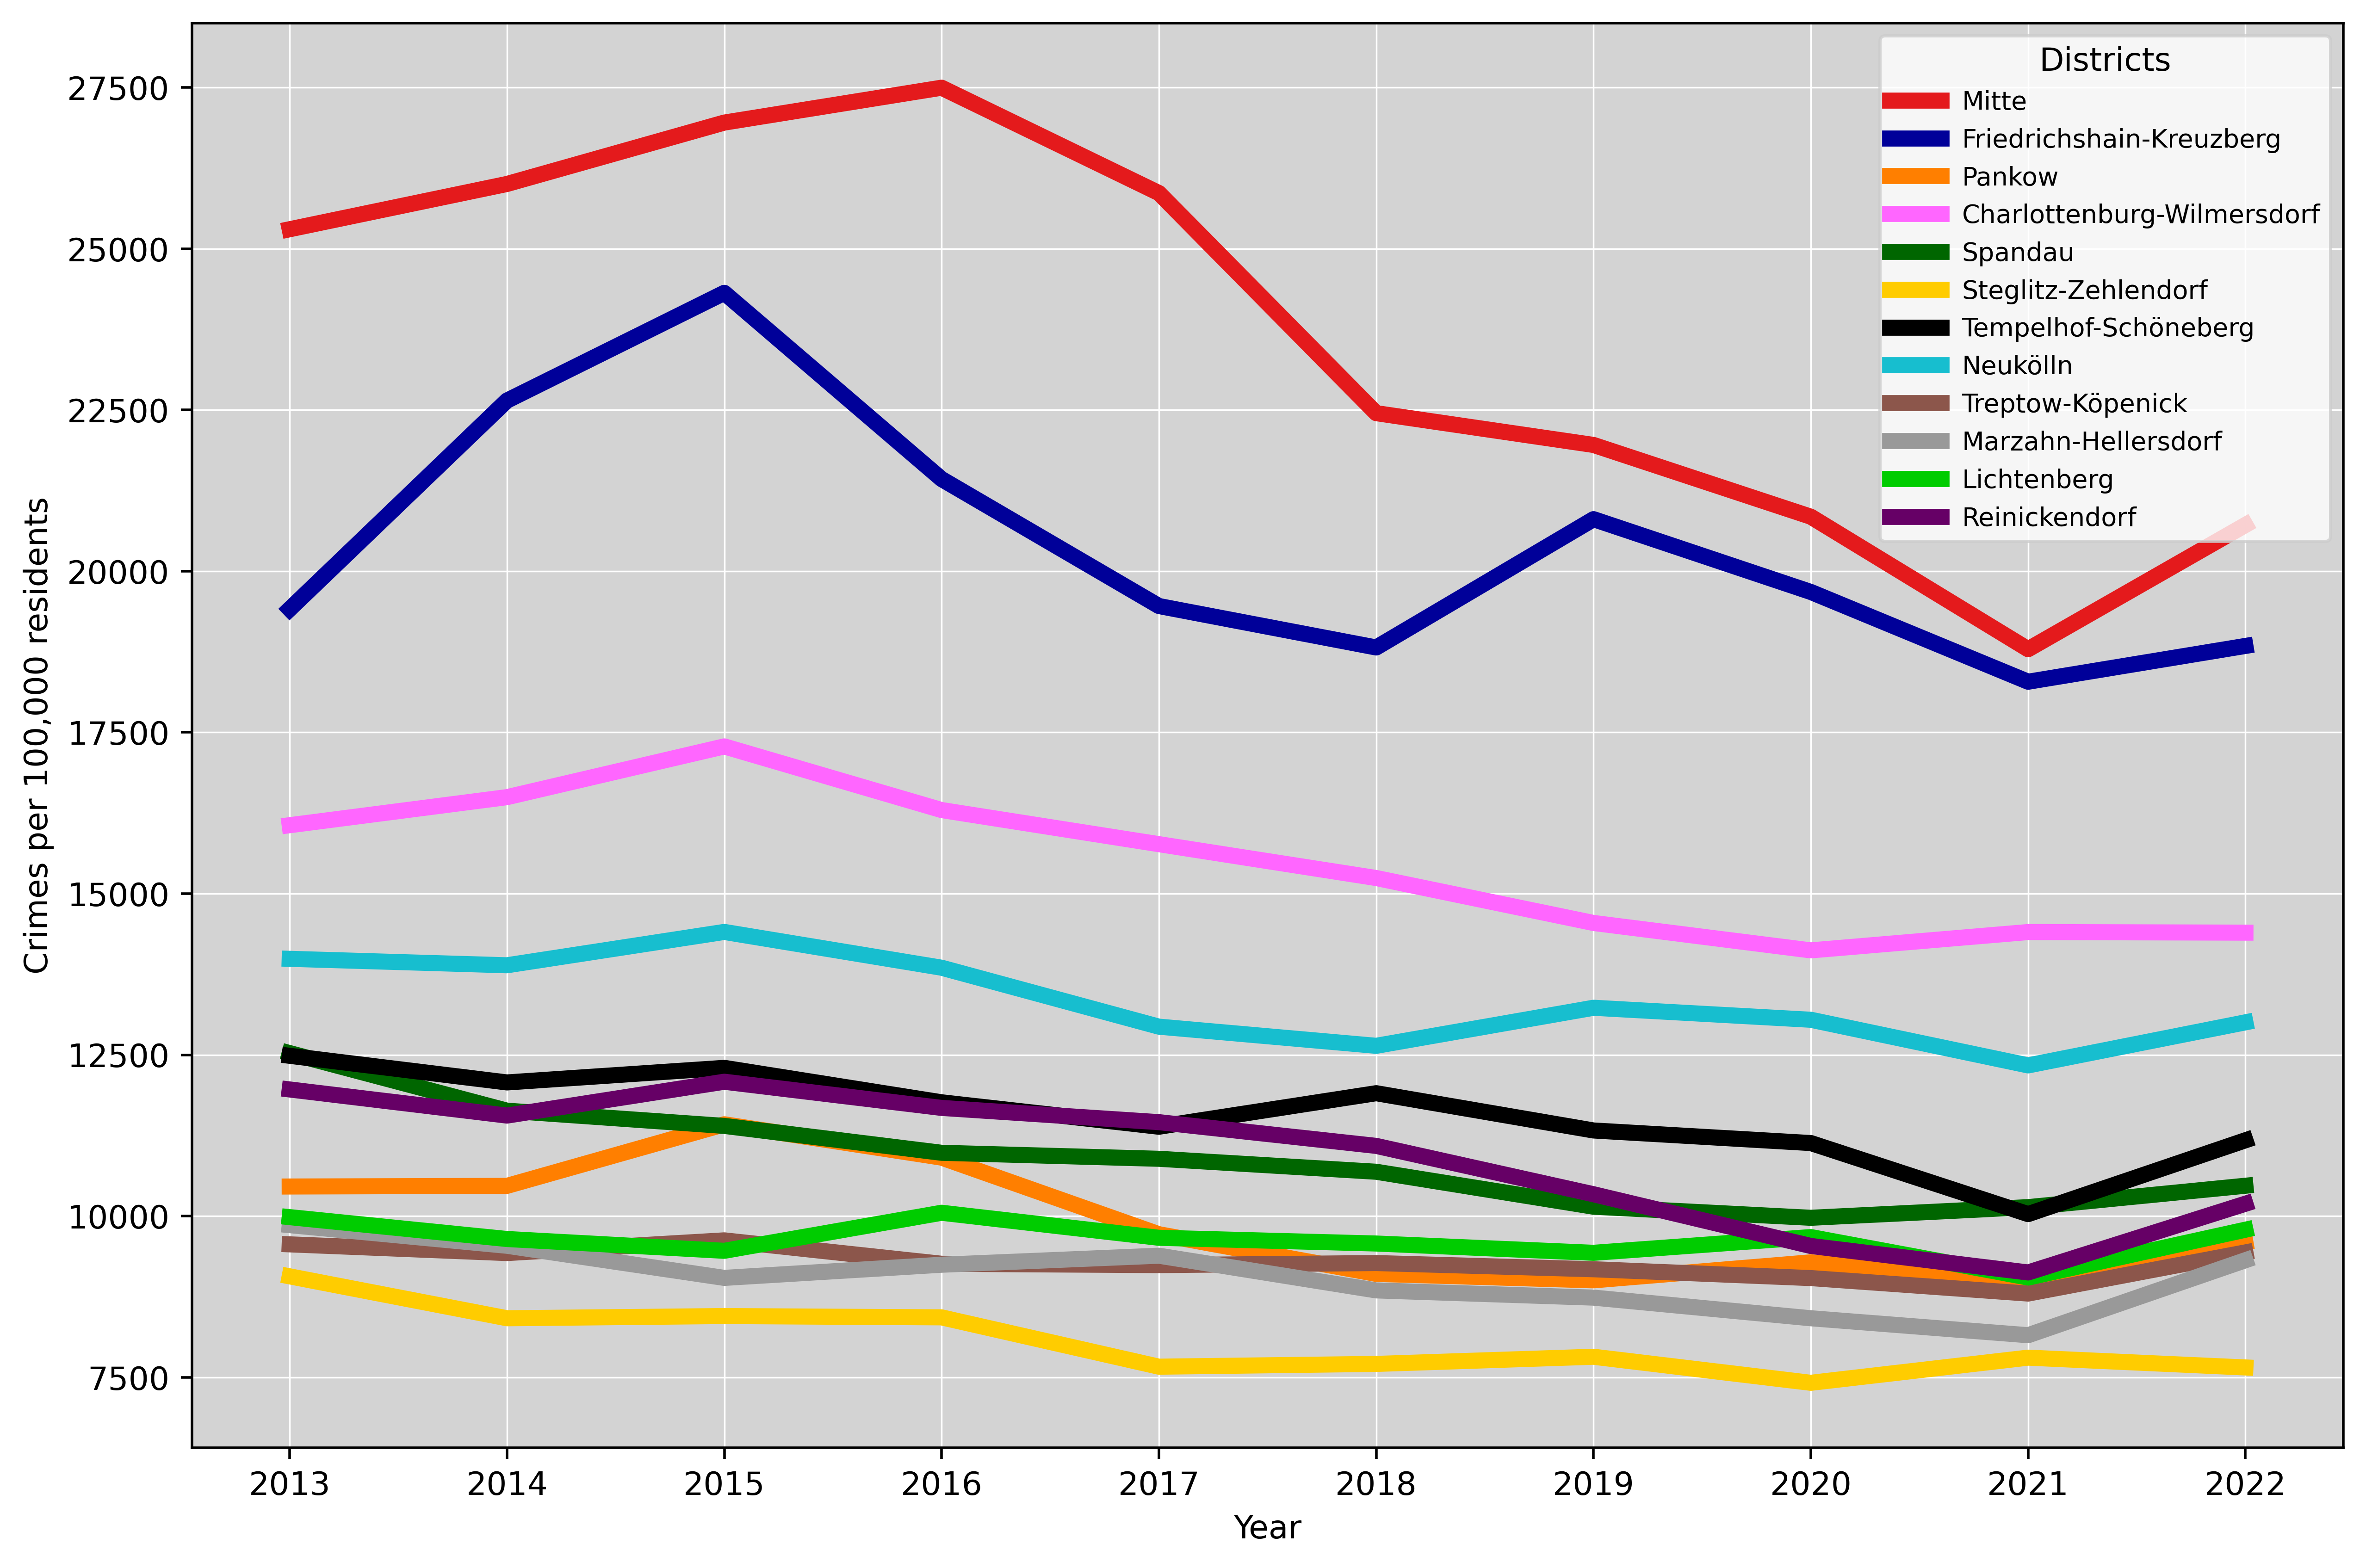 Districts
Mitte
Friedrichshain-Kreuzberg
Pankow
Charlottenburg-Wilmersdorf
Spandau
Steglitz-Zehlendorf
Tempelhof-Schöneberg
Neukölln
Treptow-Köpenick
Marzahn-Hellersdorf
Lichtenberg
Reinickendorf
27500
25000
22500
20000
17500
15000
12500
10000
7500
Crimes per 100,000 residents
2013 2014 2015 2016 2017 2018 2019 2020 2021 2022
Year